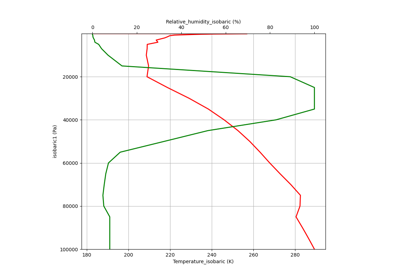 Relative_humidity_isobaric (%)
0 20 40 60 80 100
20000
40000
60000
80000
100000
isobaric1 (Pa)
180 200 220 240 260 280
Temperature_isobaric (K)